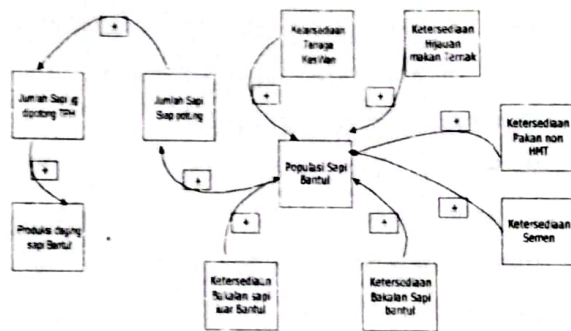 Ketersediaan
Tenaga
KesWan
Ketersediaan
Hijauan
makan Ternak
+
+
+
Jumlah Sapi yg
dipotong TPH
Jumlah Sapi
Siap potong
+
Ketersediaan
Pakan non
HMT
+
Populasi Sapi
Bantul
+
+
Produksi daging
sapi Bantul
+
Ketersediaan
Semen
+
+
Ketersediaan
Bakalan sapi
luar Bantul
Ketersediaan
Bakalan Sapi
bantul